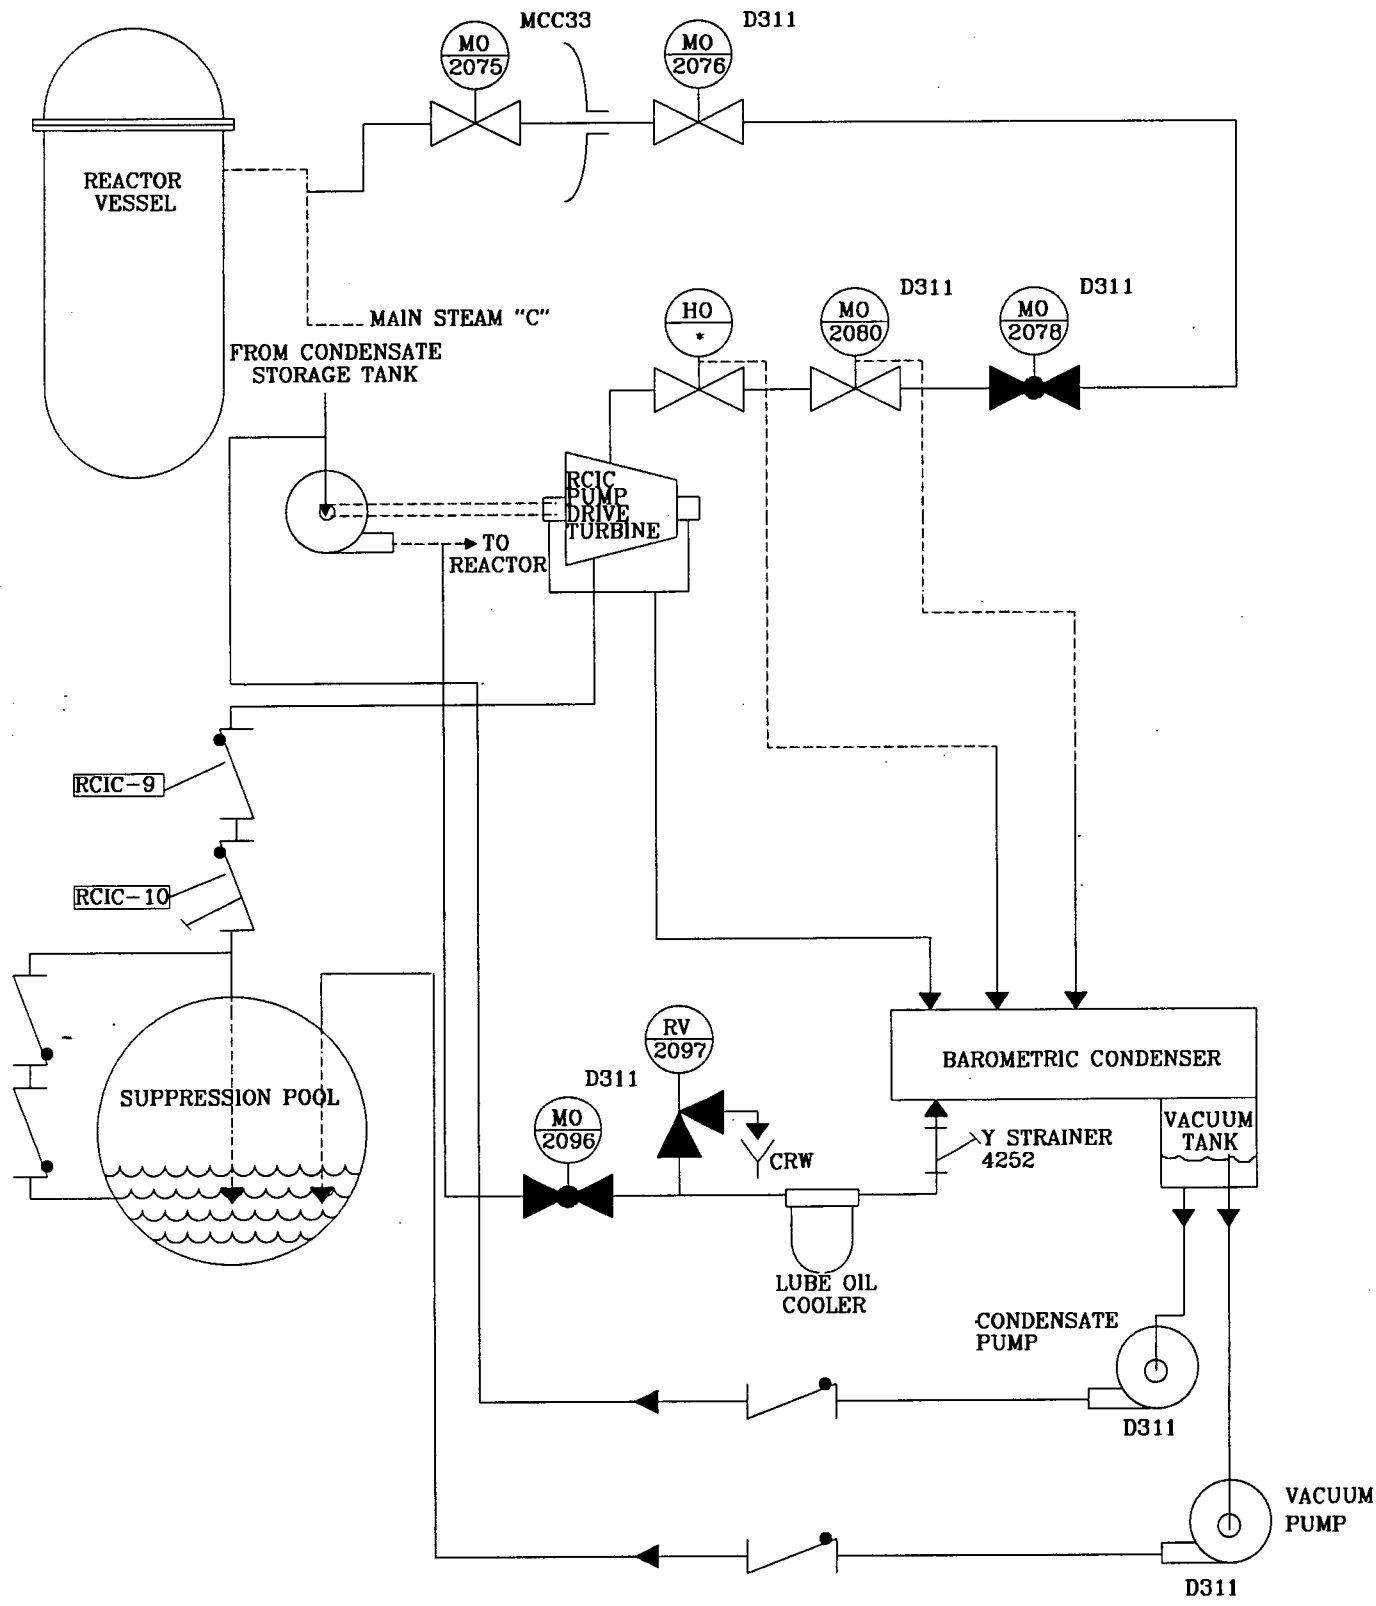 MCC33
D311
MO
2075
MO
2076
REACTOR
VESSEL
MAIN STEAM "C"
D311
D311
HO
*
MO
2080
MO
2078
FROM CONDENSATE
STORAGE TANK
RCIC
PUMP
DRIVE
TURBINE
TO
REACTOR
RCIC-9
RCIC-10
SUPPRESSION POOL
RV
2097
BAROMETRIC CONDENSER
D311
MO
2096
VACUUM
TANK
Y STRAINER
4252
CRW
LUBE OIL
COOLER
CONDENSATE
PUMP
D311
VACUUM
PUMP
D311